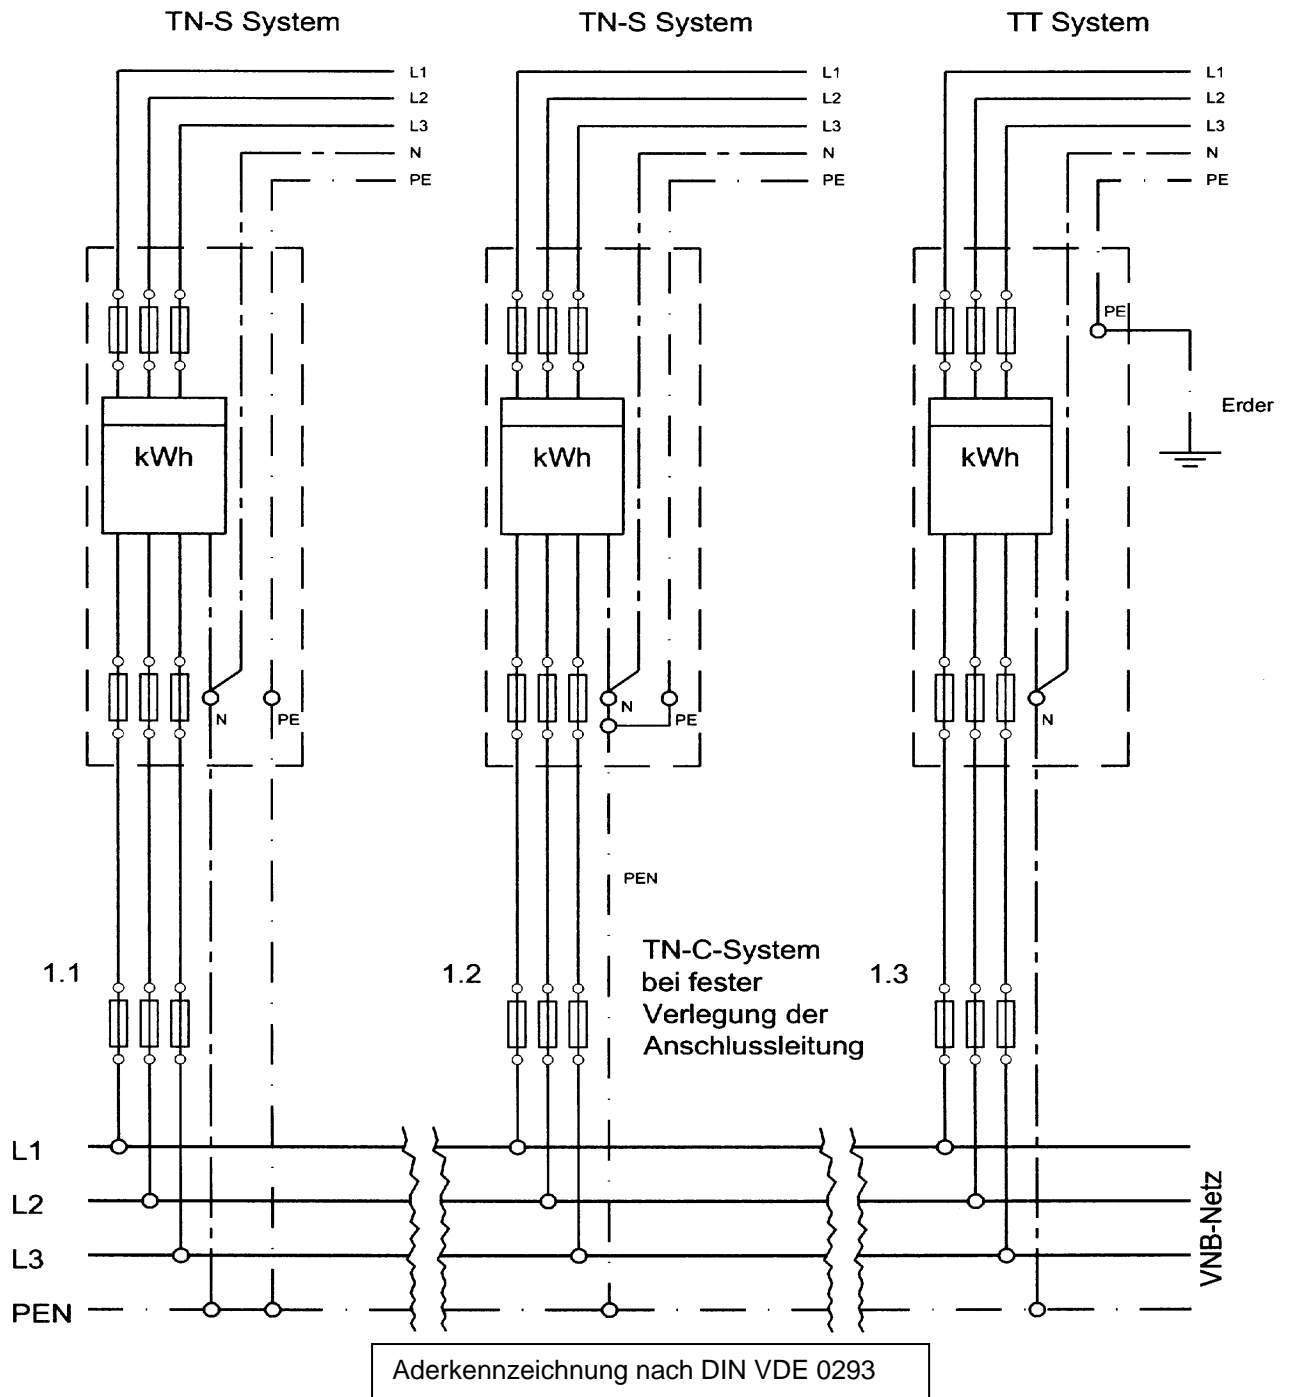 TN-S System
TN-S System
TT System
L1
L2
L3
N
PE
L1
L2
L3
N
PE
L1
L2
L3
N
PE
PE
Erder
kWh
kWh
kWh
N
PE
N
PE
N
PEN
TN-C-System
bei fester
Verlegung der
Anschlussleitung
1.1
1.2
1.3
L1
L2
L3
PEN
VNB-Netz
Aderkennzeichnung nach DIN VDE 0293